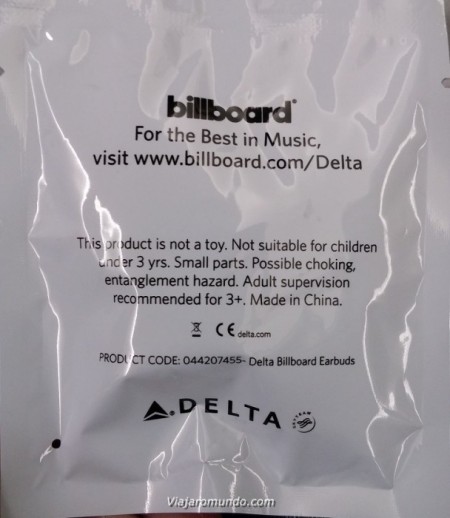 billboard®
For the Best in Music,
visit www.billboard.com/Delta
This product is not a toy. Not suitable for children
under 3 yrs. Small parts. Possible choking,
entanglement hazard. Adult supervision
recommended for 3+. Made in China.
CE delta.com
PRODUCT CODE: 044207455- Delta Billboard Earbuds
DELTA
SKYTEAM
Viajaromundo.com